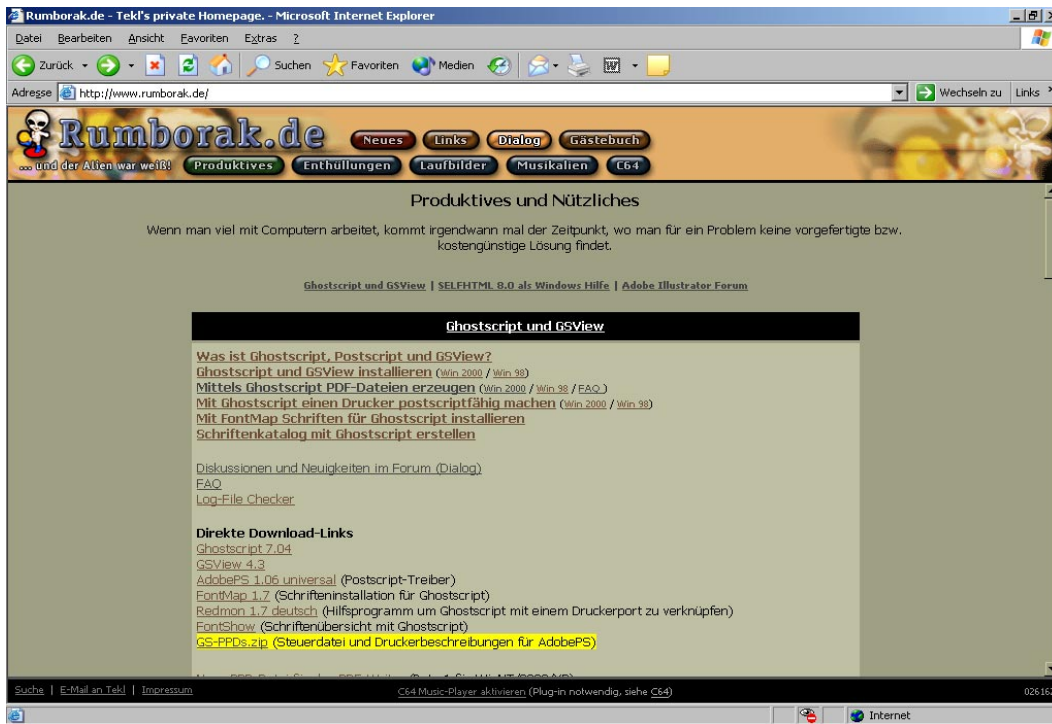 Rumborak.de - Tekl's private Homepage. - Microsoft Internet Explorer
Datei Bearbeiten Ansicht Favoriten Extras ?
Zurück Suchen Favoriten Medien
Adresse http://www.rumborak.de/ Wechseln zu Links
Rumborak.de Neues Links Dialog Gästebuch
... und der Alien war weiß! Produktives Enthüllungen Laufbilder Musikalien C64
Produktives und Nützliches
Wenn man viel mit Computern arbeitet, kommt irgendwann mal der Zeitpunkt, wo man für ein Problem keine vorgefertigte bzw.
kostengünstige Lösung findet.
Ghostscript und GSView | SELFHTML 8.0 als Windows Hilfe | Adobe Illustrator Forum
Ghostscript und GSView
Was ist Ghostscript, Postscript und GSView?
Ghostscript und GSView installieren (Win 2000 / Win 98)
Mittels Ghostscript PDF-Dateien erzeugen (Win 2000 / Win 98 / FAQ )
Mit Ghostscript einen Drucker postscriptfähig machen (Win 2000 / Win 98)
Mit FontMap Schriften für Ghostscript installieren
Schriftenkatalog mit Ghostscript erstellen
Diskussionen und Neuigkeiten im Forum (Dialog)
FAQ
Log-File Checker
Direkte Download-Links
Ghostscript 7.04
GSView 4.3
AdobePS 1.06 universal (Postscript-Treiber)
FontMap 1.7 (Schrifteninstallation für Ghostscript)
Redmon 1.7 deutsch (Hilfsprogramm um Ghostscript mit einem Druckerport zu verknüpfen)
FontShow (Schriftenübersicht mit Ghostscript)
GS-PPDs.zip (Steuerdatei und Druckerbeschreibungen für AdobePS)
Suche | E-Mail an Tekl | Impressum C64 Music-Player aktivieren (Plug-in notwendig, siehe C64) 026162
Internet